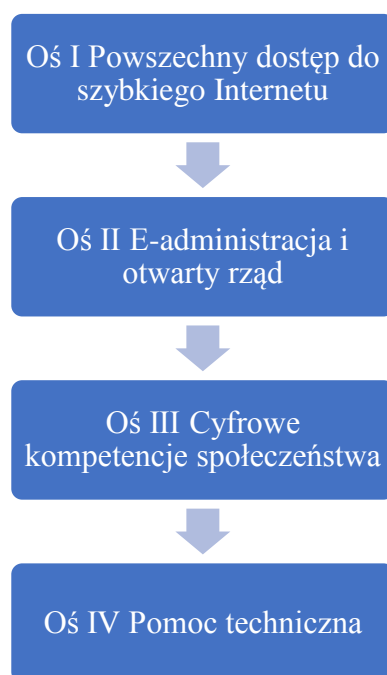 Oś I Powszechny dostęp do
szybkiego Internetu
Oś II E-administracja i
otwarty rząd
Oś III Cyfrowe
kompetencje społeczeństwa
Oś IV Pomoc techniczna